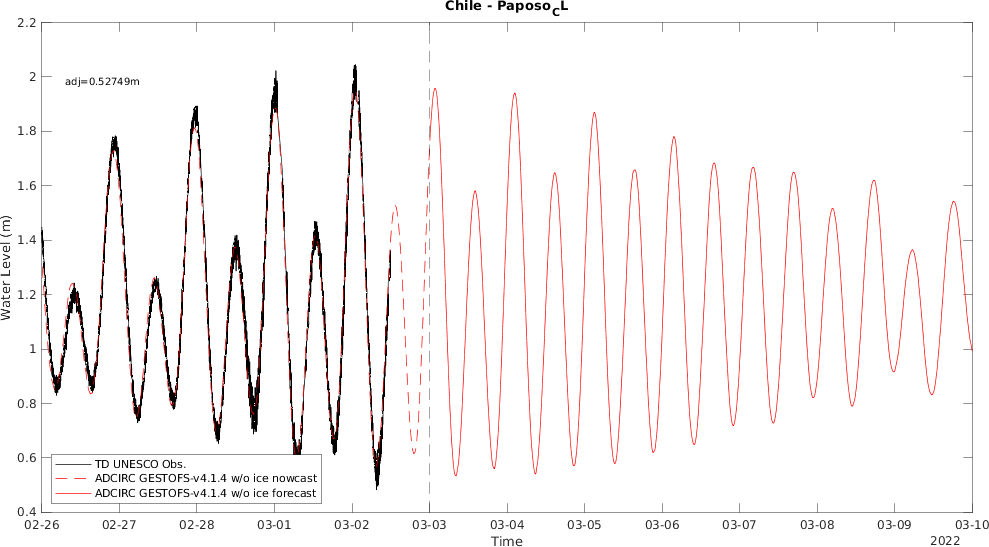 Chile - Paposo_CL
adj=0.52749m
Water Level (m)
2.2
2
1.8
1.6
1.4
1.2
1
0.8
0.6
0.4
TD UNESCO Obs.
ADCIRC GESTOFS-v4.1.4 w/o ice nowcast
ADCIRC GESTOFS-v4.1.4 w/o ice forecast
02-26 02-27 02-28 03-01 03-02 03-03 03-04 03-05 03-06 03-07 03-08 03-09 03-10
Time
2022